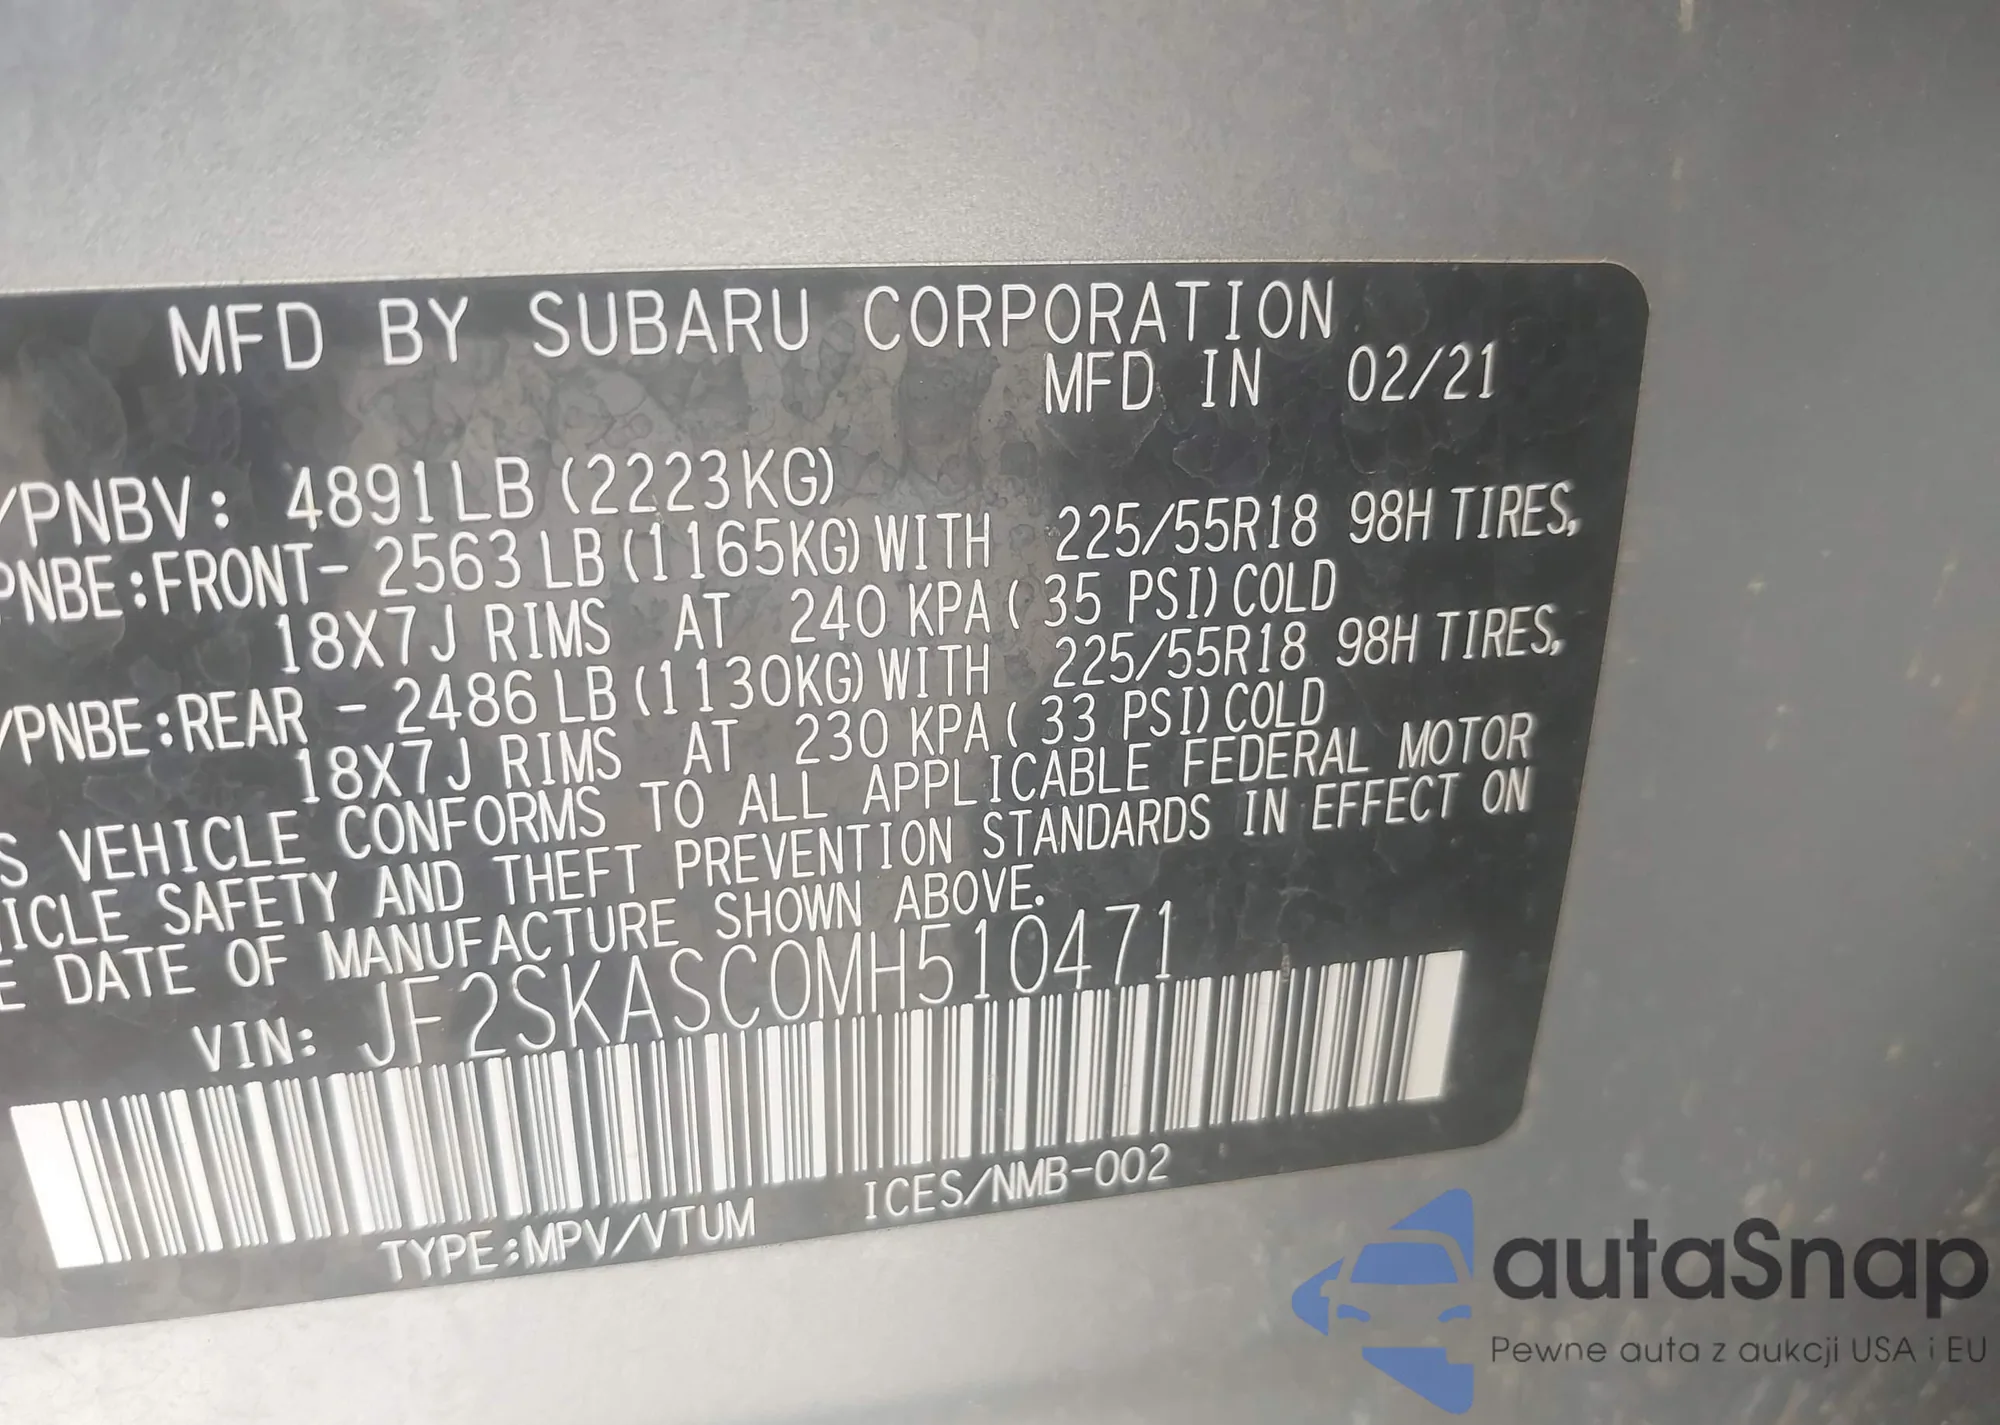 MFD BY SUBARU CORPORATION
MFD IN 02/21
/PNBV: 4891LB (2223KG)
PNBE:FRONT- 2563 LB (1165KG) WITH 225/55R18 98H TIRES,
18X7J RIMS AT 240 KPA ( 35 PSI) COLD
/PNBE:REAR - 2486 LB (1130KG) WITH 225/55R18 98H TIRES,
18X7J RIMS AT 230 KPA ( 33 PSI) COLD
S VEHICLE CONFORMS TO ALL APPLICABLE FEDERAL MOTOR
ICLE SAFETY AND THEFT PREVENTION STANDARDS IN EFFECT ON
E DATE OF MANUFACTURE SHOWN ABOVE.
VIN: JF2SKASC0MH510471
TYPE:MPV/VTUM ICES/NMB-002
autaSnap
Pewne auta z aukcji USA i EU